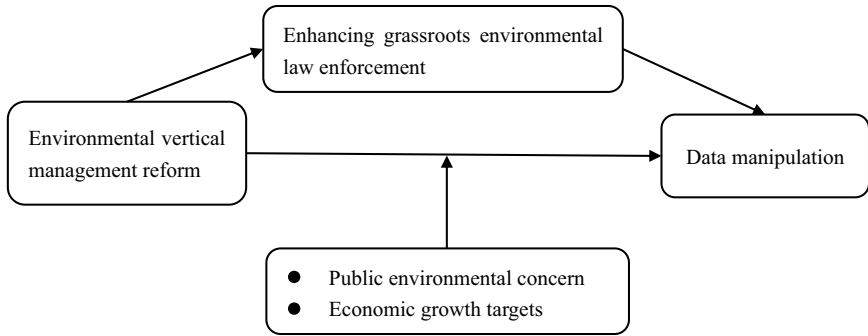 Enhancing grassroots environmental
law enforcement
Environmental vertical
management reform
Data manipulation
● Public environmental concern
● Economic growth targets